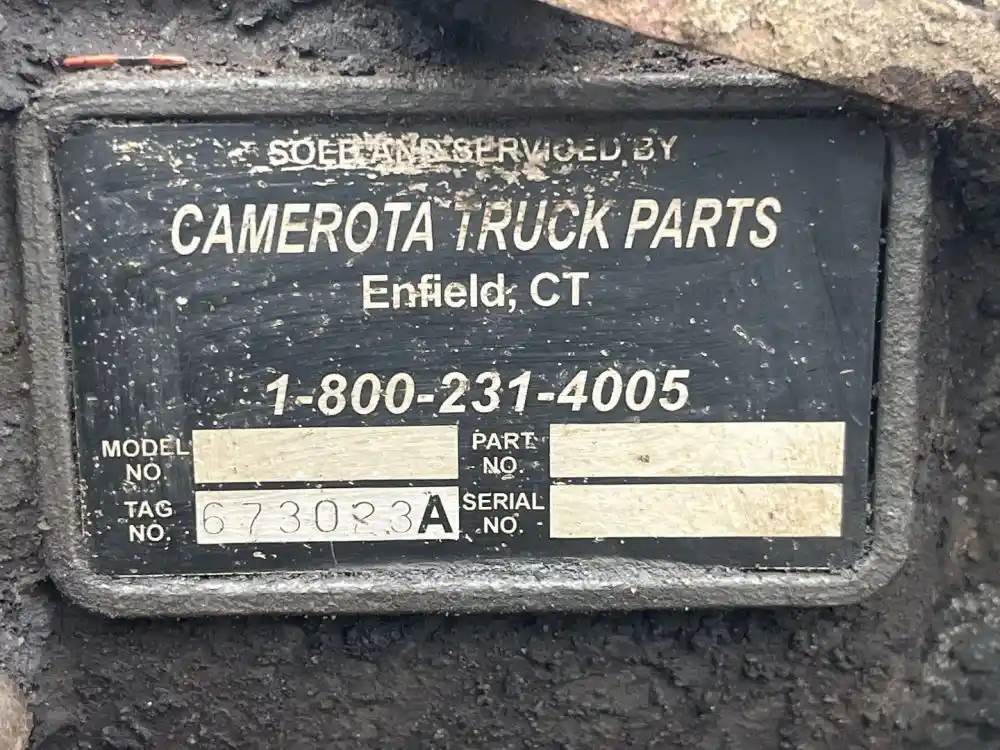 SOLD AND SERVICED BY
CAMEROTA TRUCK PARTS
Enfield, CT
1-800-231-4005
MODEL NO.
PART NO.
TAG NO. 673023A
SERIAL NO.